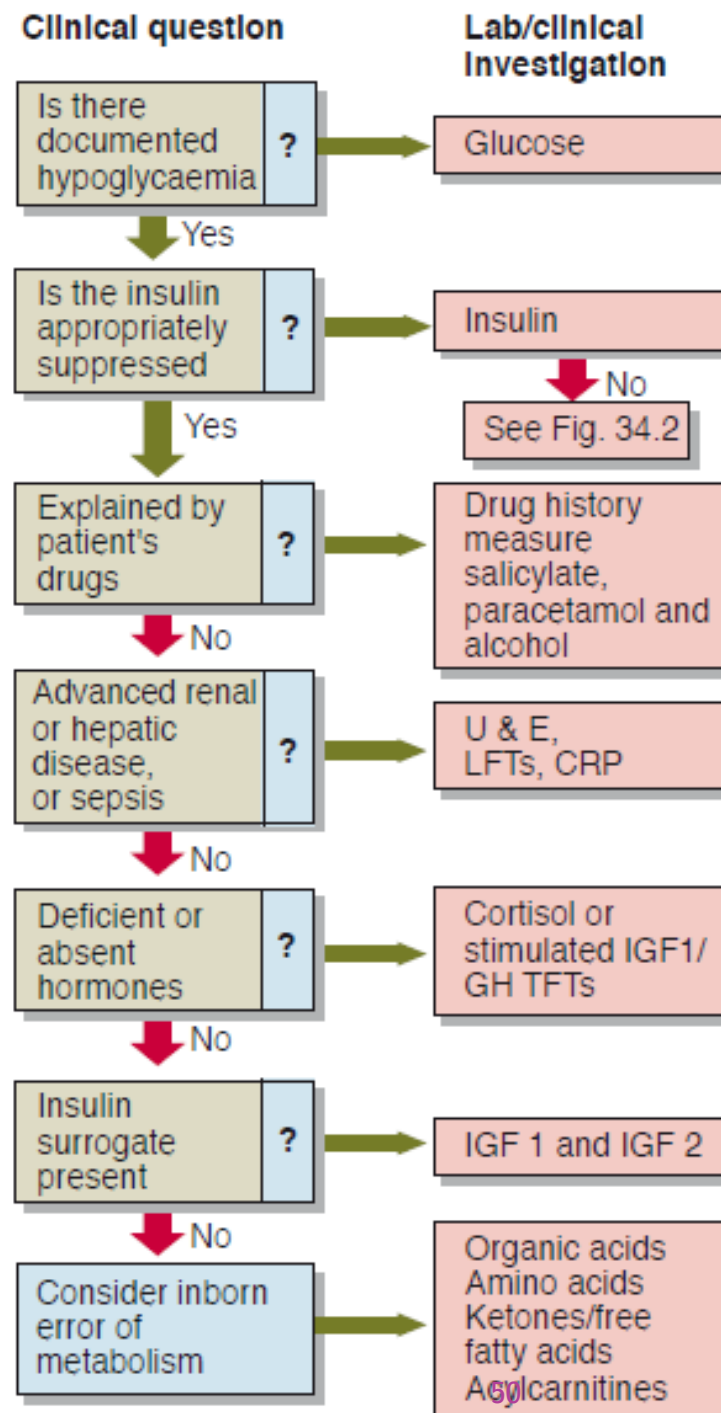 Clinical question
Lab/clinical
investigation
Is there
documented
hypoglycaemia
?
Glucose
Yes
Is the insulin
appropriately
suppressed
?
Insulin
No
See Fig. 34.2
Yes
Explained by
patient's
drugs
?
Drug history
measure
salicylate,
paracetamol and
alcohol
No
Advanced renal
or hepatic
disease,
or sepsis
?
U & E,
LFTs, CRP
No
Deficient or
absent
hormones
?
Cortisol or
stimulated IGF1/
GH TFTs
No
Insulin
surrogate
present
?
IGF 1 and IGF 2
No
Consider inborn
error of
metabolism
Organic acids
Amino acids
Ketones/free
fatty acids
Acylcarnitines
60